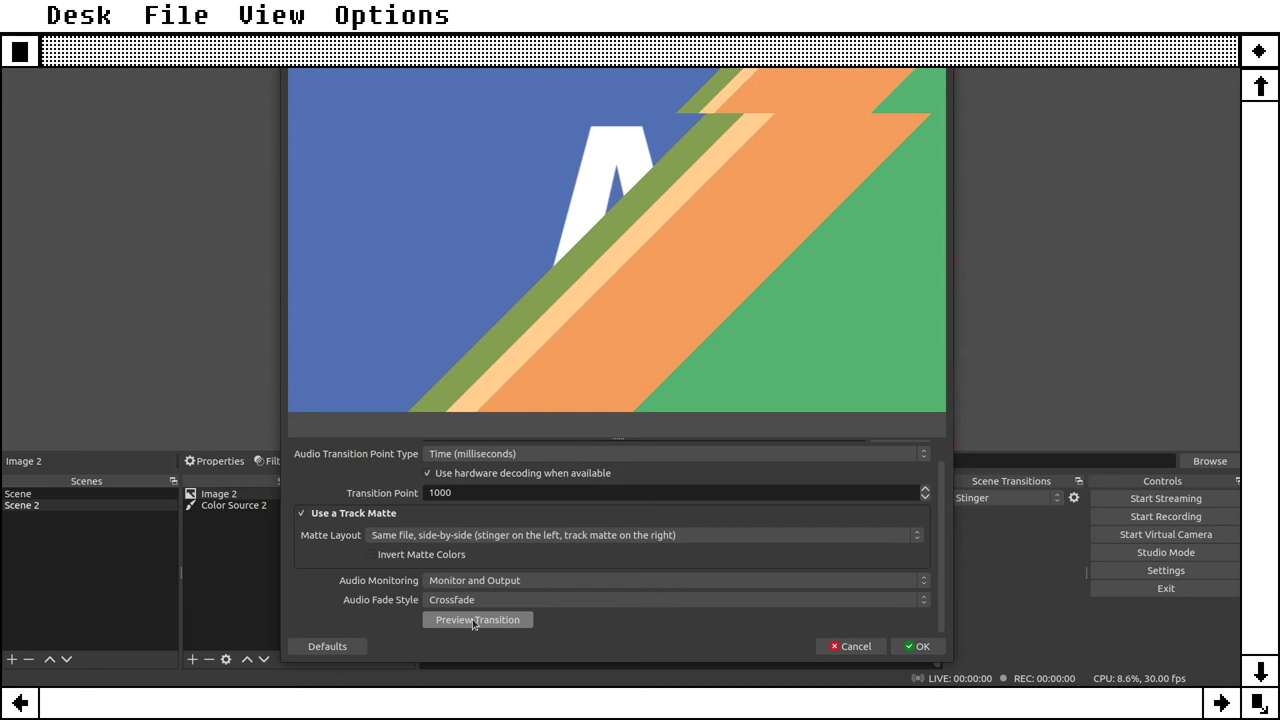 Desk File View Options
A
Audio Transition Point Type Time (milliseconds)
✓ Use hardware decoding when available
Transition Point 1000
✓ Use a Track Matte
Matte Layout Same file, side-by-side (stinger on the left, track matte on the right)
Invert Matte Colors
Audio Monitoring Monitor and Output
Audio Fade Style Crossfade
Preview Transition
Defaults Cancel OK
Image 2 Properties Filt Browse
Scenes S Scene Transitions Controls
Scene
Scene 2
Image 2
Color Source 2
Stinger
Start Streaming
Start Recording
Start Virtual Camera
Studio Mode
Settings
Exit
LIVE: 00:00:00 REC: 00:00:00 CPU: 8.6%, 30.00 fps